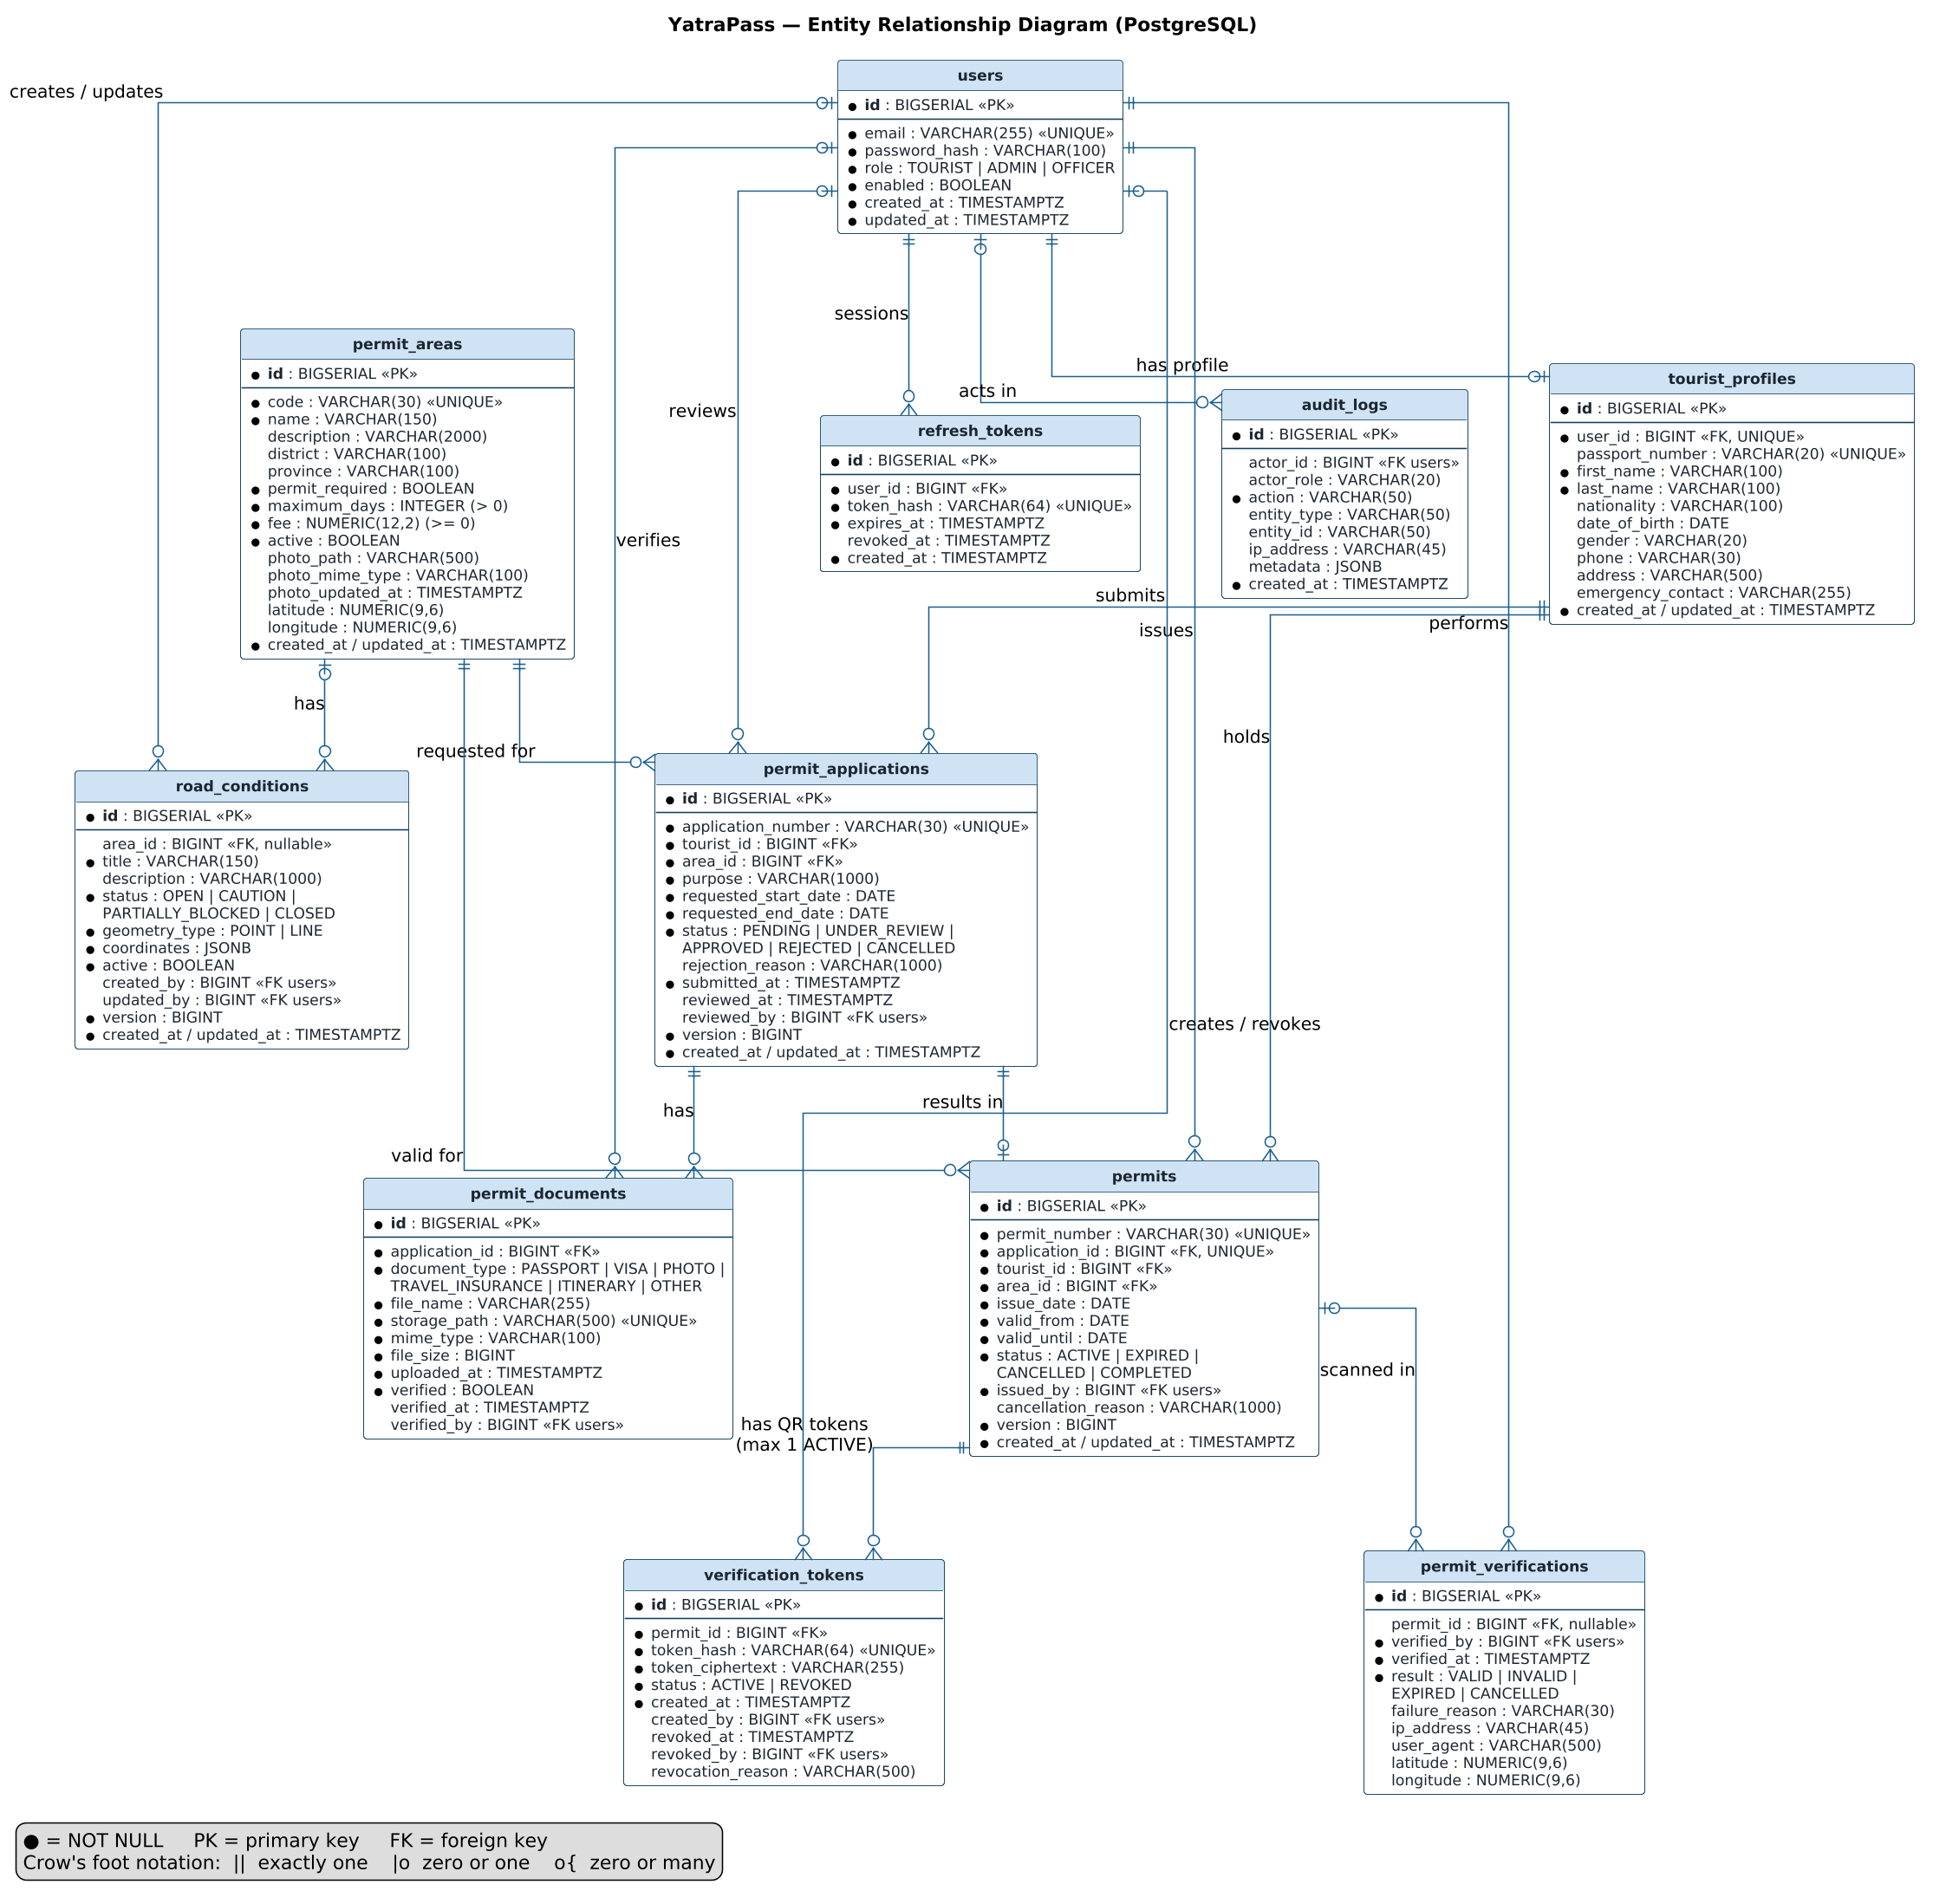 YatraPass — Entity Relationship Diagram (PostgreSQL)
users
● id : BIGSERIAL «PK»
● email : VARCHAR(255) «UNIQUE»
● password_hash : VARCHAR(100)
● role : TOURIST | ADMIN | OFFICER
● enabled : BOOLEAN
● created_at : TIMESTAMPTZ
● updated_at : TIMESTAMPTZ
creates / updates
sessions
has profile
acts in
reviews
verifies
submits
issues
performs
holds
permit_areas
● id : BIGSERIAL «PK»
● code : VARCHAR(30) «UNIQUE»
● name : VARCHAR(150)
description : VARCHAR(2000)
district : VARCHAR(100)
province : VARCHAR(100)
● permit_required : BOOLEAN
● maximum_days : INTEGER (> 0)
● fee : NUMERIC(12,2) (>= 0)
● active : BOOLEAN
photo_path : VARCHAR(500)
photo_mime_type : VARCHAR(100)
photo_updated_at : TIMESTAMPTZ
latitude : NUMERIC(9,6)
longitude : NUMERIC(9,6)
● created_at / updated_at : TIMESTAMPTZ
refresh_tokens
● id : BIGSERIAL «PK»
● user_id : BIGINT «FK»
● token_hash : VARCHAR(64) «UNIQUE»
● expires_at : TIMESTAMPTZ
revoked_at : TIMESTAMPTZ
● created_at : TIMESTAMPTZ
audit_logs
● id : BIGSERIAL «PK»
actor_id : BIGINT «FK users»
actor_role : VARCHAR(20)
● action : VARCHAR(50)
entity_type : VARCHAR(50)
entity_id : VARCHAR(50)
ip_address : VARCHAR(45)
metadata : JSONB
● created_at : TIMESTAMPTZ
tourist_profiles
● id : BIGSERIAL «PK»
● user_id : BIGINT «FK, UNIQUE»
passport_number : VARCHAR(20) «UNIQUE»
● first_name : VARCHAR(100)
● last_name : VARCHAR(100)
nationality : VARCHAR(100)
date_of_birth : DATE
gender : VARCHAR(20)
phone : VARCHAR(30)
address : VARCHAR(500)
emergency_contact : VARCHAR(255)
● created_at / updated_at : TIMESTAMPTZ
has
requested for
road_conditions
● id : BIGSERIAL «PK»
area_id : BIGINT «FK, nullable»
● title : VARCHAR(150)
description : VARCHAR(1000)
● status : OPEN | CAUTION |
PARTIALLY_BLOCKED | CLOSED
● geometry_type : POINT | LINE
● coordinates : JSONB
● active : BOOLEAN
created_by : BIGINT «FK users»
updated_by : BIGINT «FK users»
● version : BIGINT
● created_at / updated_at : TIMESTAMPTZ
permit_applications
● id : BIGSERIAL «PK»
● application_number : VARCHAR(30) «UNIQUE»
● tourist_id : BIGINT «FK»
● area_id : BIGINT «FK»
● purpose : VARCHAR(1000)
● requested_start_date : DATE
● requested_end_date : DATE
● status : PENDING | UNDER_REVIEW |
APPROVED | REJECTED | CANCELLED
rejection_reason : VARCHAR(1000)
● submitted_at : TIMESTAMPTZ
reviewed_at : TIMESTAMPTZ
reviewed_by : BIGINT «FK users»
● version : BIGINT
● created_at / updated_at : TIMESTAMPTZ
creates / revokes
has
results in
valid for
permit_documents
● id : BIGSERIAL «PK»
● application_id : BIGINT «FK»
● document_type : PASSPORT | VISA | PHOTO |
TRAVEL_INSURANCE | ITINERARY | OTHER
● file_name : VARCHAR(255)
● storage_path : VARCHAR(500) «UNIQUE»
● mime_type : VARCHAR(100)
● file_size : BIGINT
● uploaded_at : TIMESTAMPTZ
● verified : BOOLEAN
verified_at : TIMESTAMPTZ
verified_by : BIGINT «FK users»
permits
● id : BIGSERIAL «PK»
● permit_number : VARCHAR(30) «UNIQUE»
● application_id : BIGINT «FK, UNIQUE»
● tourist_id : BIGINT «FK»
● area_id : BIGINT «FK»
● issue_date : DATE
● valid_from : DATE
● valid_until : DATE
● status : ACTIVE | EXPIRED |
CANCELLED | COMPLETED
● issued_by : BIGINT «FK users»
cancellation_reason : VARCHAR(1000)
● version : BIGINT
● created_at / updated_at : TIMESTAMPTZ
scanned in
has QR tokens
(max 1 ACTIVE)
verification_tokens
● id : BIGSERIAL «PK»
● permit_id : BIGINT «FK»
● token_hash : VARCHAR(64) «UNIQUE»
● token_ciphertext : VARCHAR(255)
● status : ACTIVE | REVOKED
● created_at : TIMESTAMPTZ
created_by : BIGINT «FK users»
revoked_at : TIMESTAMPTZ
revoked_by : BIGINT «FK users»
revocation_reason : VARCHAR(500)
permit_verifications
● id : BIGSERIAL «PK»
permit_id : BIGINT «FK, nullable»
● verified_by : BIGINT «FK users»
● verified_at : TIMESTAMPTZ
● result : VALID | INVALID |
EXPIRED | CANCELLED
failure_reason : VARCHAR(30)
ip_address : VARCHAR(45)
user_agent : VARCHAR(500)
latitude : NUMERIC(9,6)
longitude : NUMERIC(9,6)
● = NOT NULL PK = primary key FK = foreign key
Crow's foot notation: || exactly one |o zero or one o{ zero or many